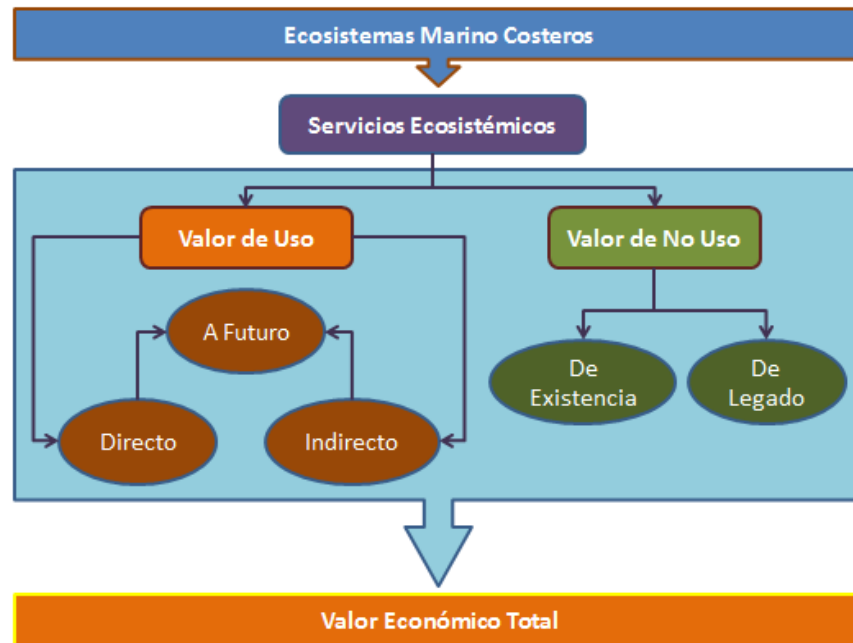 Ecosistemas Marino Costeros
Servicios Ecosistémicos
Valor de Uso
Valor de No Uso
A Futuro
De
Existencia
De
Legado
Directo
Indirecto
Valor Económico Total